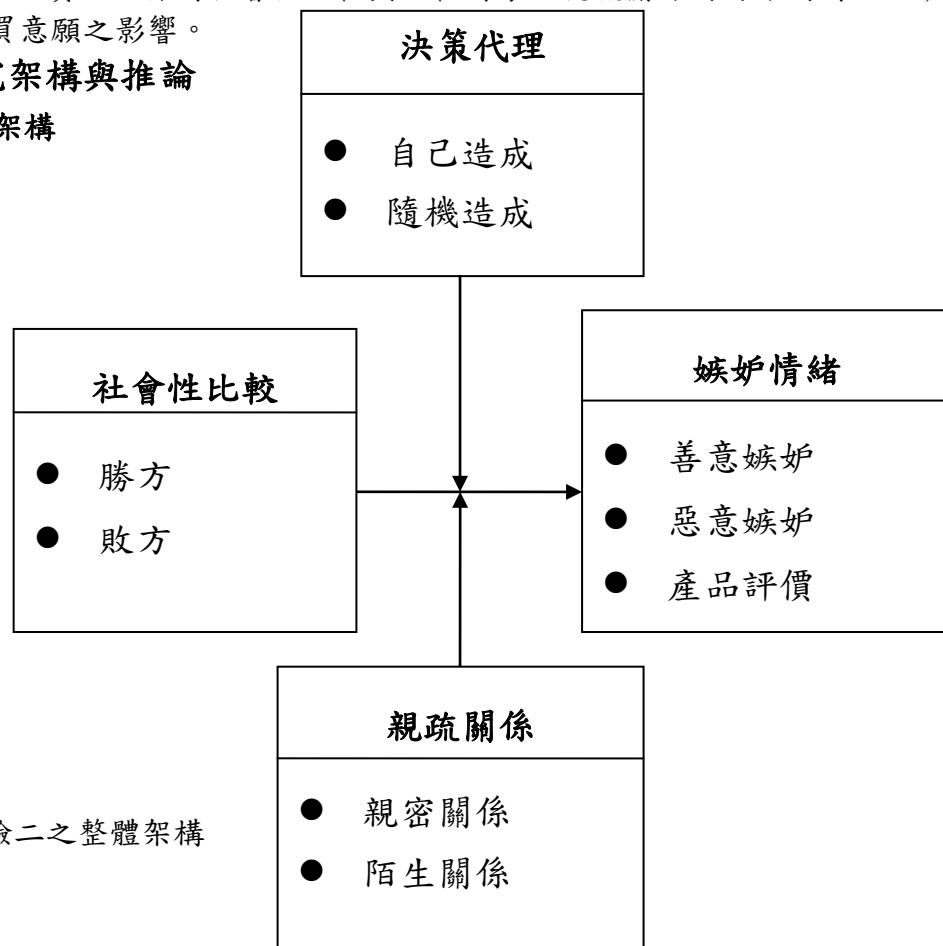 買意願之影響。
決策代理
架構與推論
架構
● 自己造成
● 隨機造成
社會性比較
● 勝方
● 敗方
嫉妒情緒
● 善意嫉妒
● 惡意嫉妒
● 產品評價
親疏關係
● 親密關係
● 陌生關係
二之整體架構